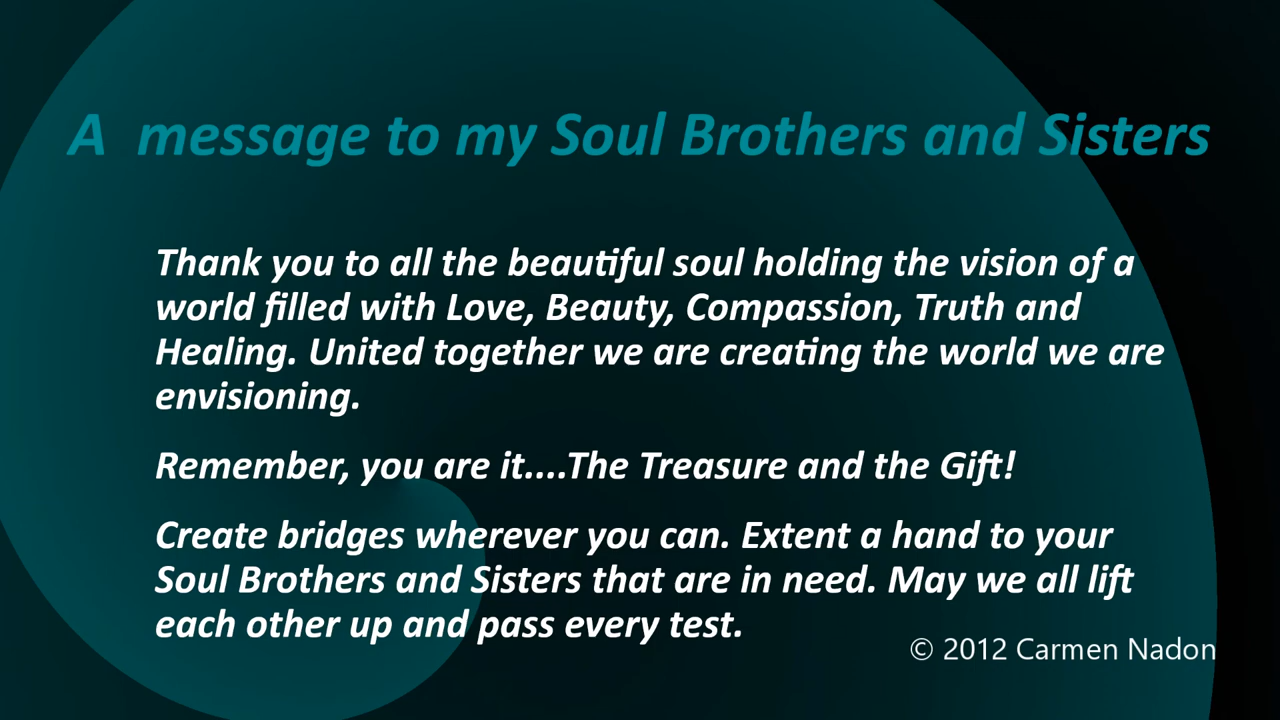 A message to my Soul Brothers and Sisters
Thank you to all the beautiful soul holding the vision of a
world filled with Love, Beauty, Compassion, Truth and
Healing. United together we are creating the world we are
envisioning.
Remember, you are it....The Treasure and the Gift!
Create bridges wherever you can. Extent a hand to your
Soul Brothers and Sisters that are in need. May we all lift
each other up and pass every test.
© 2012 Carmen Nadon